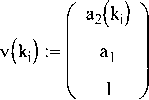 v(k_i) := ( a_2(k_i)
a_1
1 )